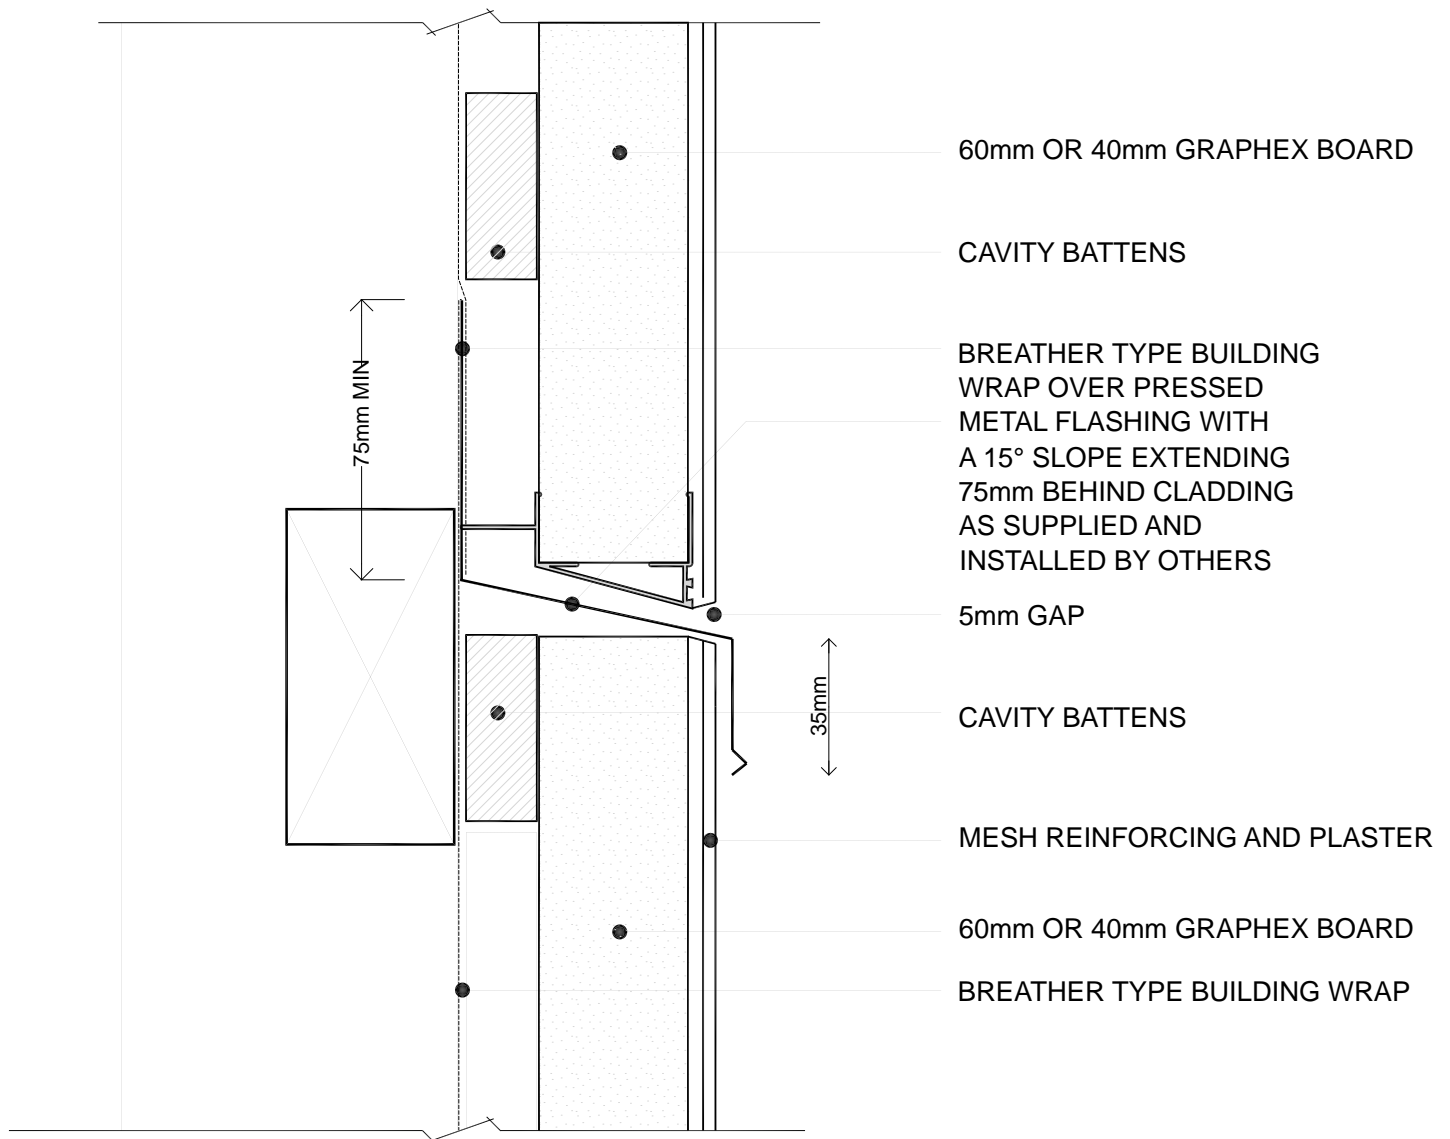 60mm OR 40mm GRAPHEX BOARD
CAVITY BATTENS
BREATHER TYPE BUILDING
WRAP OVER PRESSED
METAL FLASHING WITH
A 15° SLOPE EXTENDING
75mm BEHIND CLADDING
AS SUPPLIED AND
INSTALLED BY OTHERS
75mm MIN
5mm GAP
35mm
CAVITY BATTENS
MESH REINFORCING AND PLASTER
60mm OR 40mm GRAPHEX BOARD
BREATHER TYPE BUILDING WRAP